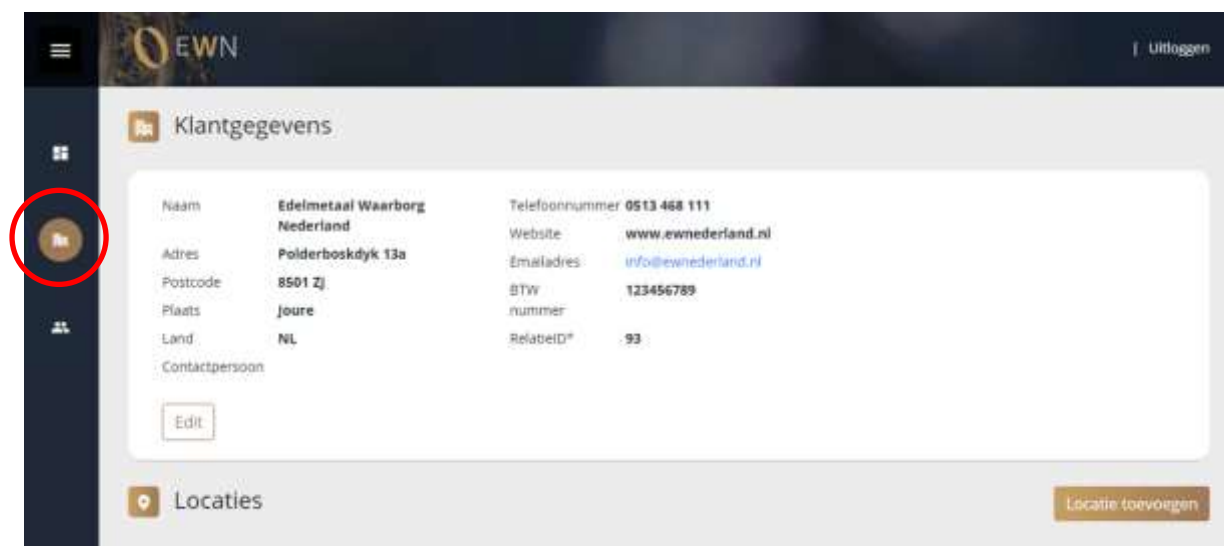 EWN
| Uitloggen
Klantgegevens
Naam Edelmetaal Waarborg Nederland
Adres Polderboskdyk 13a
Postcode 8501 ZJ
Plaats Joure
Land NL
Contactpersoon
Telefoonnummer 0513 468 111
Website www.ewnederland.nl
Emailadres info@ewnederland.nl
BTW nummer 123456789
RelatieID* 93
Edit
Locaties
Locatie toevoegen